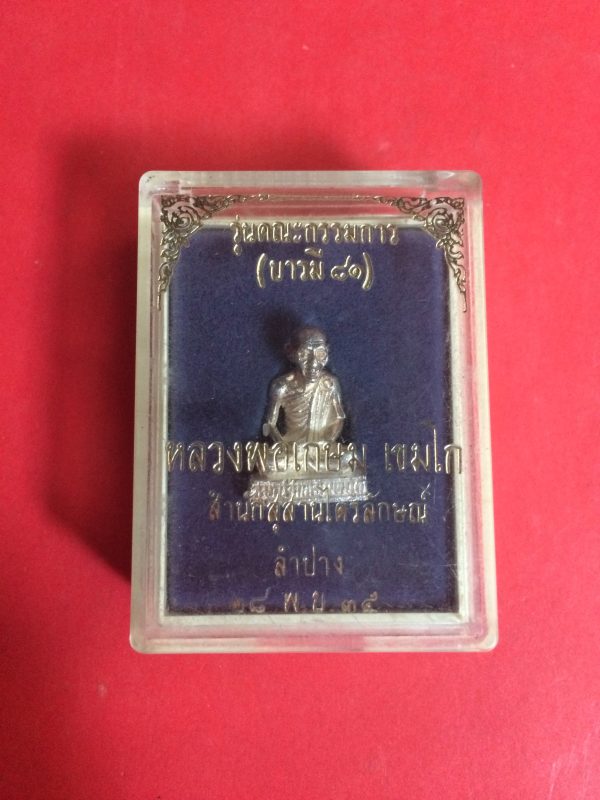 รุ่นคณะกรรมการ
(บารมี ๘๑)
หลวงพ่อเกษม เขมโก
สำนักสุสานไตรลักษณ์
ลำปาง
๒๘ พ.ย. ๓๕